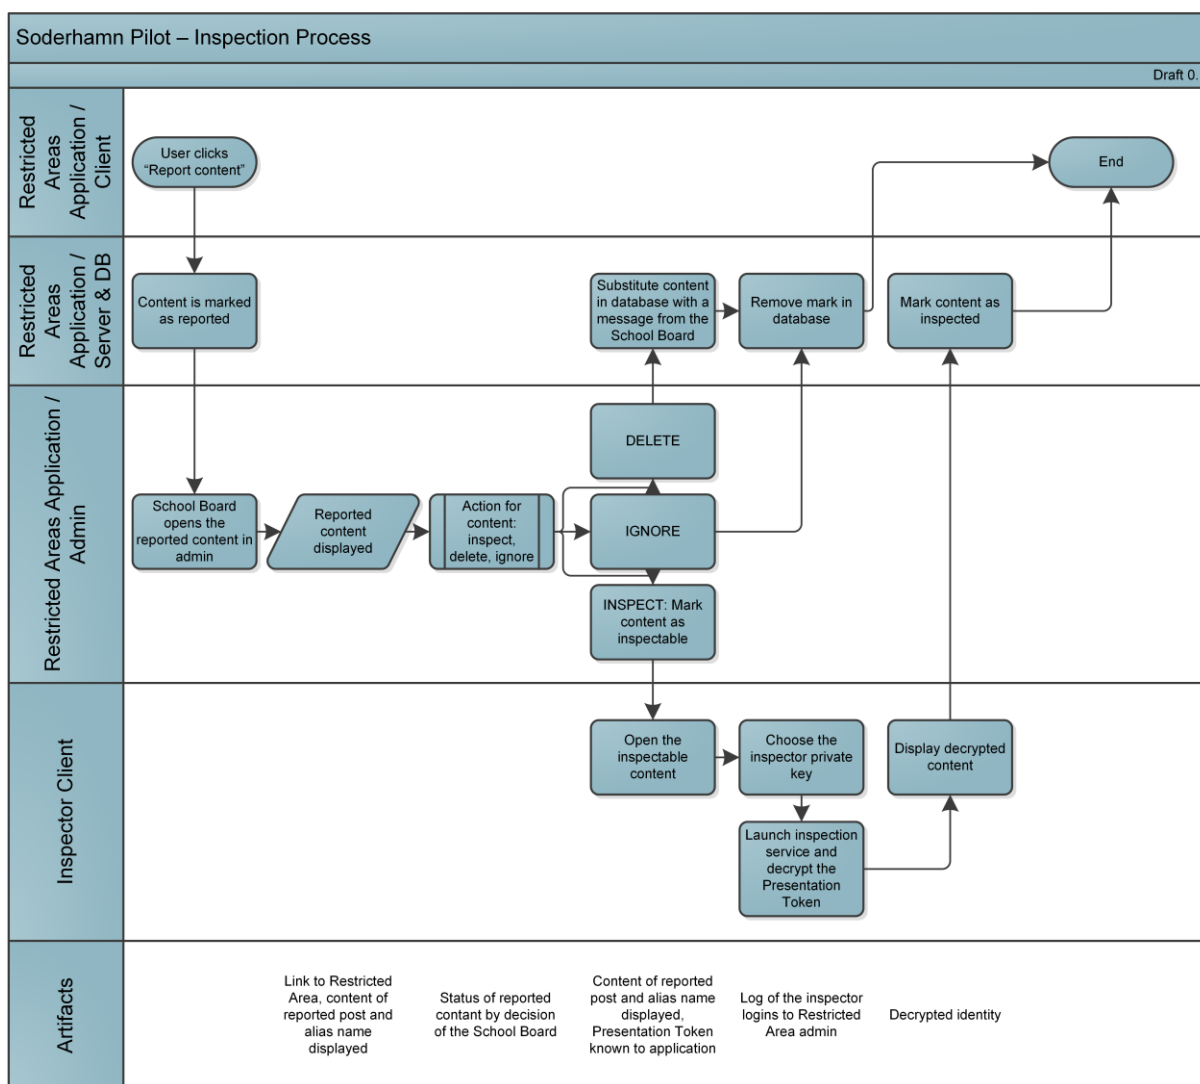 Soderhamn Pilot – Inspection Process
Draft 0.
Restricted
Areas
Application /
Client
User clicks
“Report content”
End
Restricted
Areas
Application /
Server & DB
Content is marked
as reported
Substitute content
in database with a
message from the
School Board
Remove mark in
database
Mark content as
inspected
Restricted Areas Application /
Admin
School Board
opens the
reported content in
admin
Reported
content
displayed
Action for
content:
inspect,
delete, ignore
DELETE
IGNORE
INSPECT: Mark
content as
inspectable
Inspector Client
Open the
inspectable
content
Choose the
inspector private
key
Display decrypted
content
Launch inspection
service and
decrypt the
Presentation
Token
Artifacts
Link to Restricted
Area, content of
reported post and
alias name
displayed
Status of reported
contant by decision
of the School Board
Content of reported
post and alias name
displayed,
Presentation Token
known to application
Log of the inspector
logins to Restricted
Area admin
Decrypted identity